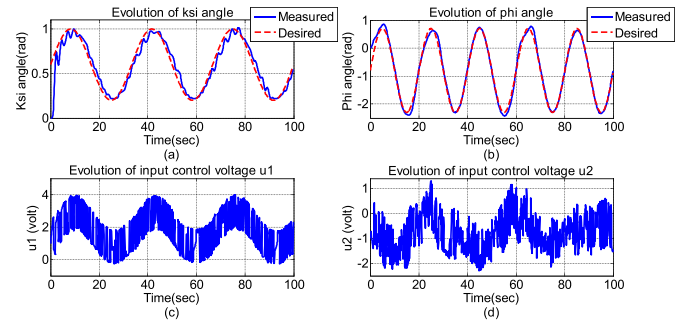 Evolution of ksi angle
Measured
Desired
Ksi angle(rad)
1
0.5
0
0 20 40 60 80 100
Time(sec)
(a)
Evolution of phi angle
Measured
Desired
Phi angle(rad)
1
0
-1
-2
0 20 40 60 80 100
Time(sec)
(b)
Evolution of input control voltage u1
u1 (volt)
4
2
0
0 20 40 60 80 100
Time(sec)
(c)
Evolution of input control voltage u2
u2 (volt)
1
0
-1
-2
0 20 40 60 80 100
Time(sec)
(d)